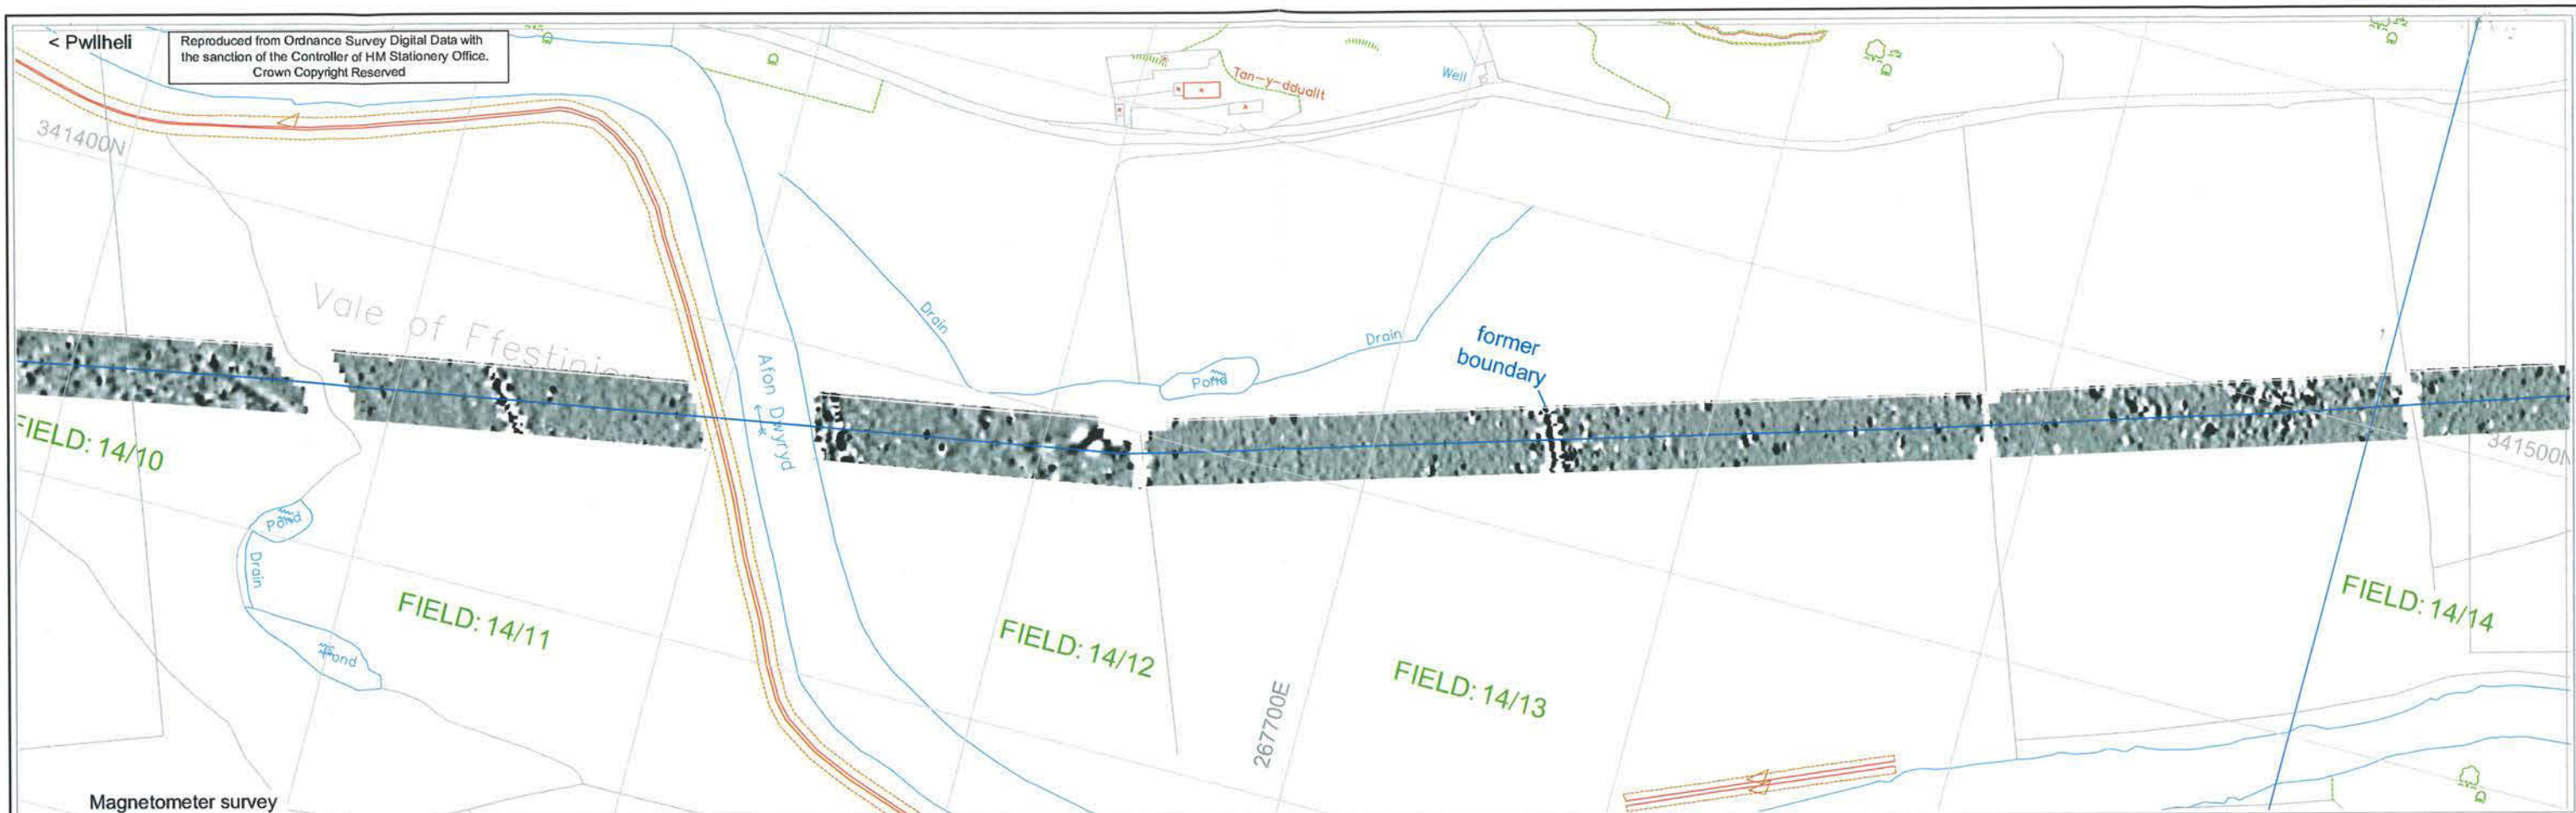 < Pwllheli
Reproduced from Ordnance Survey Digital Data with
the sanction of the Controller of HM Stationery Office.
Crown Copyright Reserved
341400N
Tan-y-dduallt
Well
Vale of Ffestiniog
Drain
Afon Dwyryd
Pond
Drain
former
boundary
341500N
FIELD: 14/10
Pond
Drain
Pond
FIELD: 14/11
FIELD: 14/12
267700E
FIELD: 14/13
FIELD: 14/14
Magnetometer survey